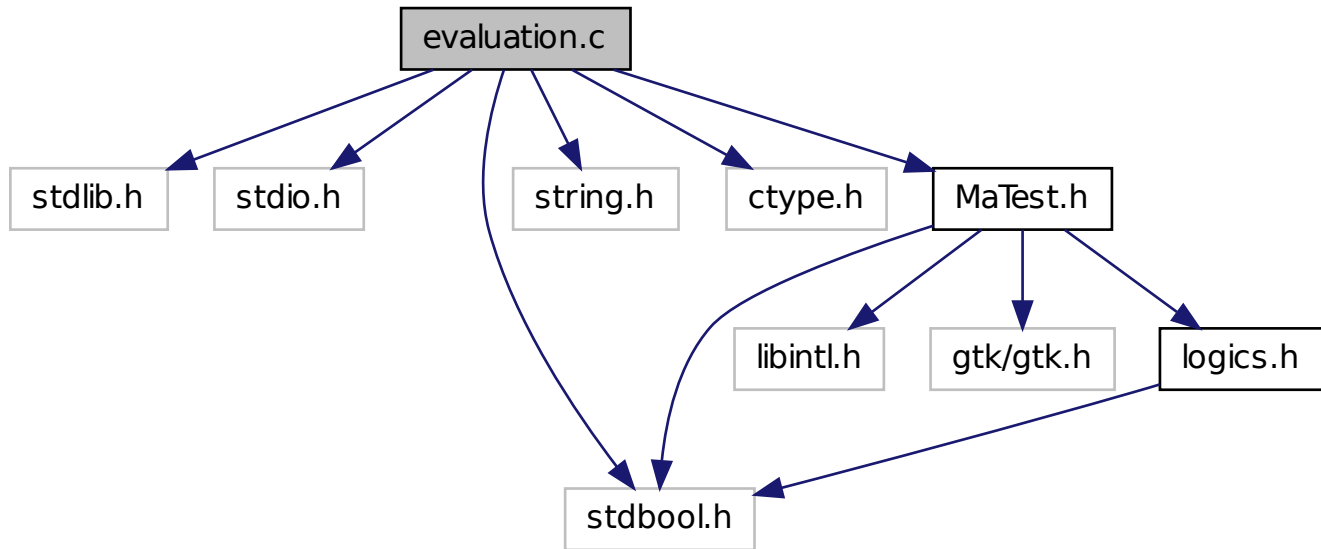 evaluation.c
stdlib.h
stdio.h
string.h
ctype.h
MaTest.h
libintl.h
gtk/gtk.h
logics.h
stdbool.h